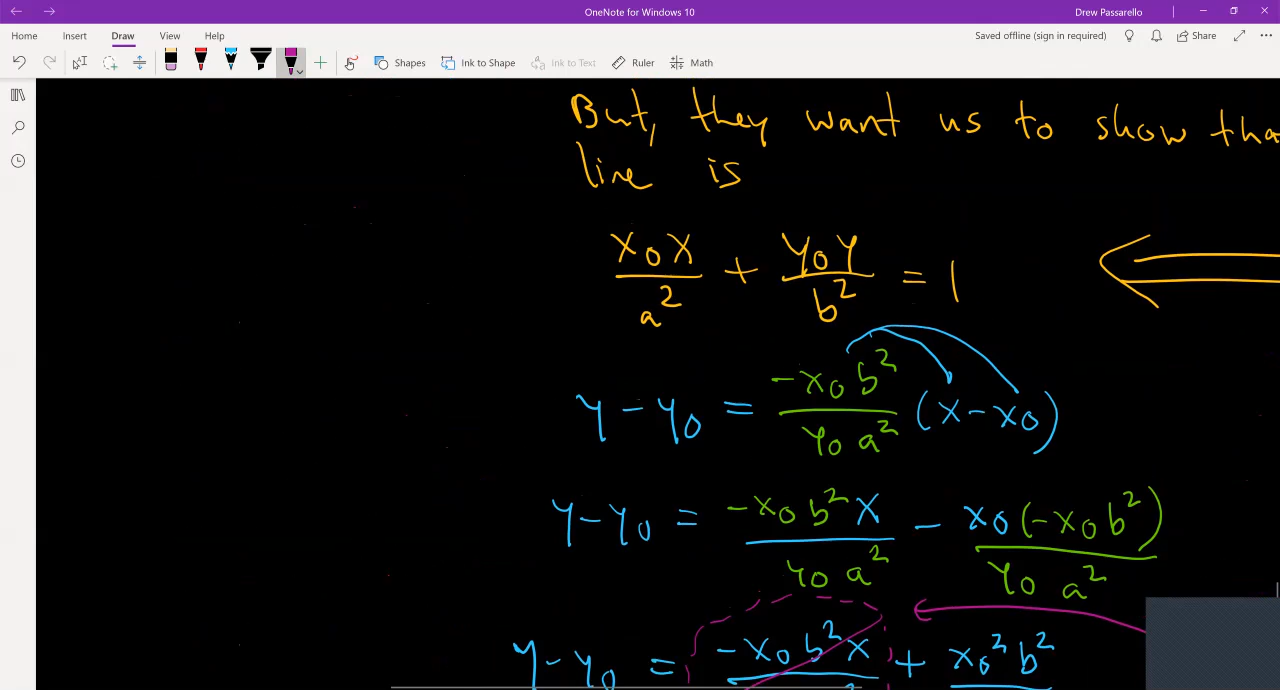 OneNote for Windows 10
Drew Passarello
Home Insert Draw View Help
Saved offline (sign in required) Share
Shapes Ink to Shape Ink to Text Ruler Math
But, they want us to show tha
line is
x₀x/a² + y₀y/b² = 1
y - y₀ = -x₀b²/y₀a² (x - x₀)
y - y₀ = -x₀b²x/y₀a² - x₀(-x₀b²)/y₀a²
y - y₀ = -x₀b²x + x₀²b²